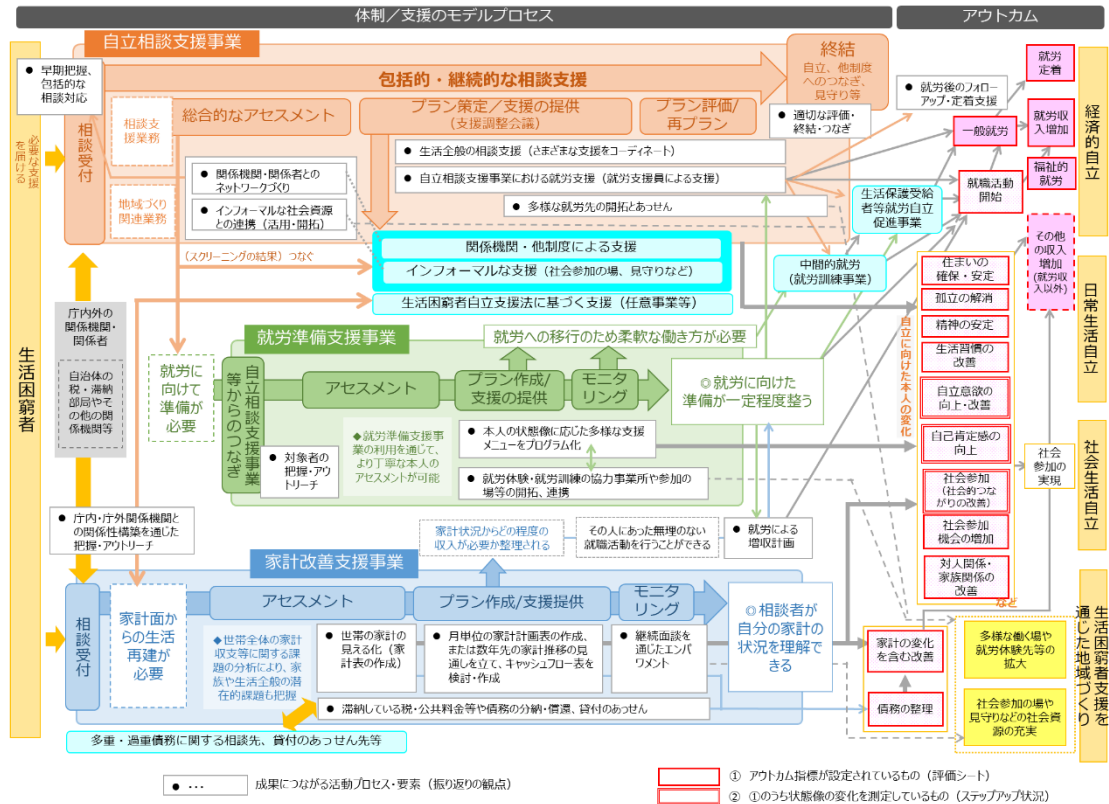 体制／支援のモデルプロセス
アウトカム
自立相談支援事業
● 早期把握、
包括的な
相談対応
包括的・継続的な相談支援
終結
自立、他制度
へのつなぎ、
見守り等
相談支
援業務
総合的なアセスメント
プラン策定／支援の提供
（支援調整会議）
プラン評価/
再プラン
● 適切な評価・
終結・つなぎ
● 就労後のフォロー
アップ・定着支援
就労
定着
就労収
入増加
一般就労
福祉的
就労
経済的自立
必要な支援
を届ける
相談受付
● 生活全般の相談支援（さまざまな支援をコーディネート）
● 自立相談支援事業における就労支援（就労支援員による支援）
● 関係機関・関係者との
ネットワークづくり
● インフォーマルな社会資源
との連携（活用・開拓）
地域づくり
関連業務
● 多様な就労先の開拓とあっせん
生活保護受給
者等就労自立
促進事業
就職活動
開始
（スクリーニングの結果）つなぐ
関係機関・他制度による支援
インフォーマルな支援（社会参加の場、見守りなど）
生活困窮者自立支援法に基づく支援（任意事業等）
中間的就労
（就労訓練事業）
その他
の収入
増加
(就労収
入以外)
住まいの
確保・安定
孤立の解消
精神の安定
生活習慣の
改善
自立意欲の
向上・改善
自己肯定感の
向上
社会参加
（社会的つな
がりの改善）
社会参加
機会の増加
対人関係・
家族関係の
改善
など
自立に向けた本人の変化
日常生活自立
社会
参加の
実現
社会生活自立
生活困窮者
庁内外の
関係機関・
関係者
自治体の
税・滞納
部局やそ
の他の関
係機関等
就労準備支援事業
就労への移行のため柔軟な働き方が必要
就労に
向けて
準備が
必要
自立相談支援事業
等からのつなぎ
アセスメント
プラン作成/
支援の提供
モニタ
リング
◎就労に向けた
準備が一定程度整う
◆就労準備支援事
業の利用を通じて、
より丁寧な本人の
アセスメントが可能
● 対象者の
把握・アウ
トリーチ
● 本人の状態像に応じた多様な支援
メニューをプログラム化
● 就労体験・就労訓練の協力事業所や参加の
場等の開拓、連携
● 庁内・庁外関係機関と
の関係性構築を通じた
把握・アウトリーチ
家計状況からどの程度の
収入が必要か整理される
その人にあった無理のない
就職活動を行うことができる
● 就労による
増収計画
家計改善支援事業
相談受付
家計面か
らの生活
再建が
必要
アセスメント
プラン作成/支援提供
モニタ
リング
◎相談者が
自分の家計の
状況を理解で
きる
◆世帯全体の家計
収支等に関する課
題の分析により、家
族や生活全般の潜
在的課題も把握
● 世帯の家計の
見える化（家
計表の作成）
● 月単位の家計計画表の作成、
または数年先の家計推移の見
通しを立て、キャッシュフロー表を
検討・作成
● 継続面談を
通じたエンパ
ワメント
● 滞納している税・公共料金等や債務の分納・償還、貸付のあっせん
多重・過重債務に関する相談先、貸付のあっせん先等
家計の変化
を含む改善
債務の整理
多様な働く場や
就労体験先等の
拡大
社会参加の場や
見守りなどの社会資
源の充実
生活困窮者支援を
通じた地域づくり
● … 成果につながる活動プロセス・要素（振り返りの観点）
① アウトカム指標が設定されているもの（評価シート）
② ①のうち状態像の変化を測定しているもの（ステップアップ状況）